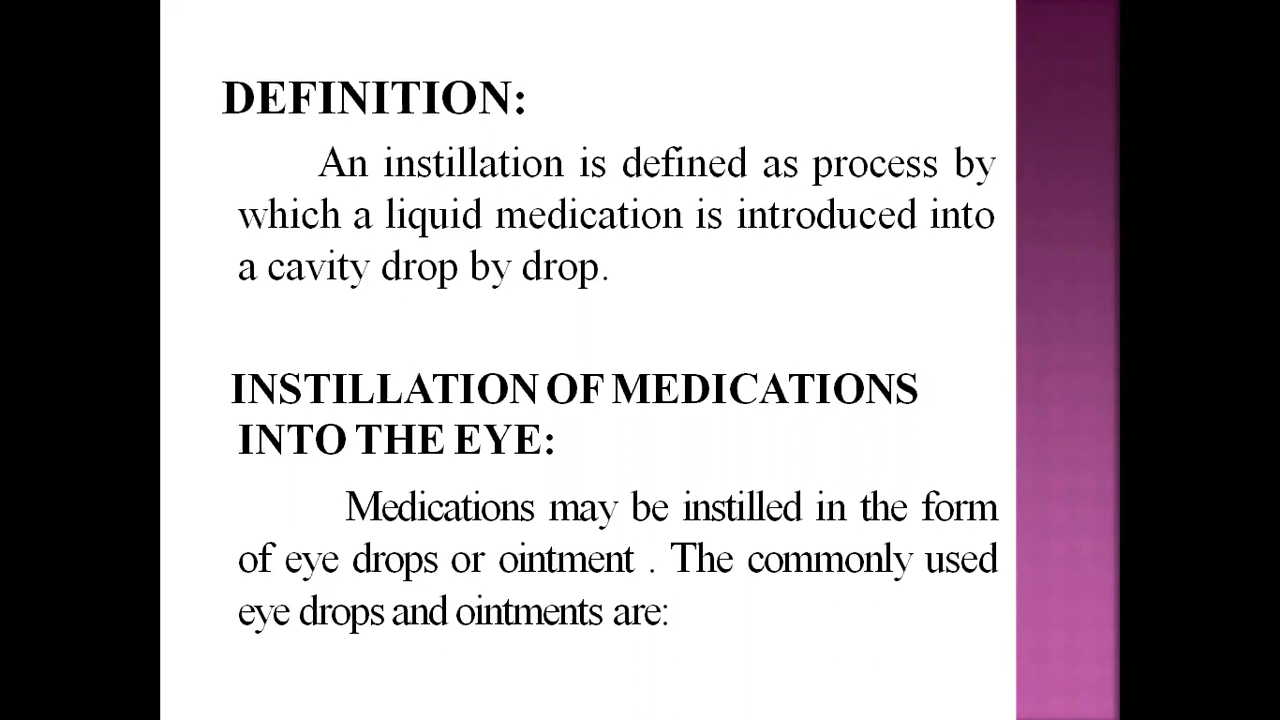 DEFINITION:
An instillation is defined as process by
which a liquid medication is introduced into
a cavity drop by drop.
INSTILLATION OF MEDICATIONS
INTO THE EYE:
Medications may be instilled in the form
of eye drops or ointment . The commonly used
eye drops and ointments are: